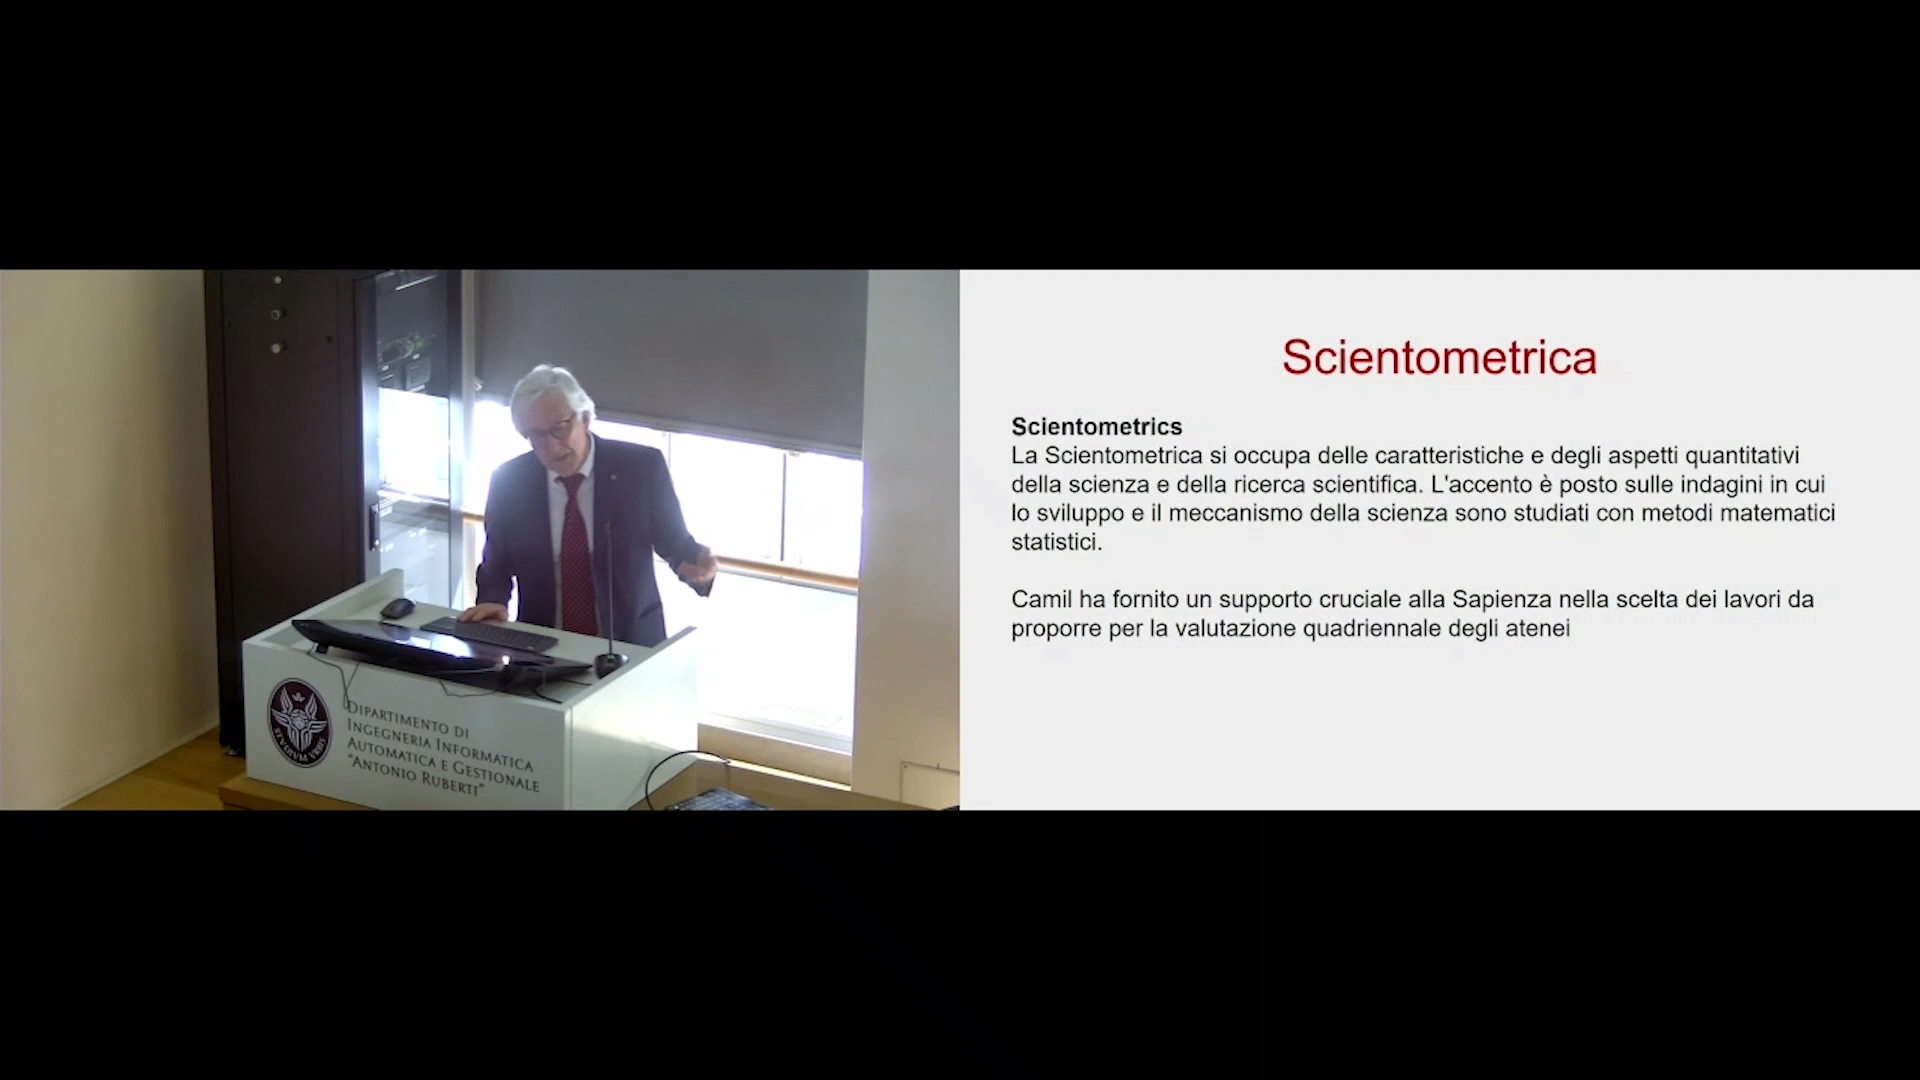 Scientometrica
Scientometrics
La Scientometrica si occupa delle caratteristiche e degli aspetti quantitativi
della scienza e della ricerca scientifica. L'accento è posto sulle indagini in cui
lo sviluppo e il meccanismo della scienza sono studiati con metodi matematici
statistici.
Camil ha fornito un supporto cruciale alla Sapienza nella scelta dei lavori da
proporre per la valutazione quadriennale degli atenei
STVDIVM VRBIS
DIPARTIMENTO DI
INGEGNERIA INFORMATICA
AUTOMATICA E GESTIONALE
"ANTONIO RUBERTI"